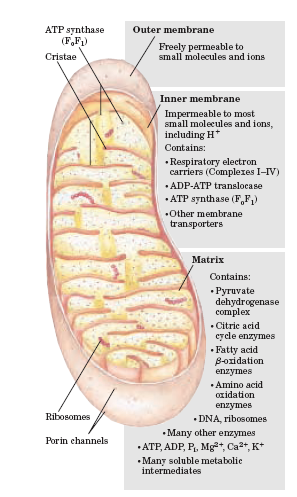 ATP synthase
(FₒF₁)
Cristae
Outer membrane
Freely permeable to
small molecules and ions
Inner membrane
Impermeable to most
small molecules and ions,
including H⁺
Contains:
• Respiratory electron
carriers (Complexes I–IV)
• ADP-ATP translocase
• ATP synthase (FₒF₁)
• Other membrane
transporters
Matrix
Contains:
• Pyruvate
dehydrogenase
complex
• Citric acid
cycle enzymes
• Fatty acid
β-oxidation
enzymes
• Amino acid
oxidation
enzymes
• DNA, ribosomes
• Many other enzymes
• ATP, ADP, Pᵢ, Mg²⁺, Ca²⁺, K⁺
• Many soluble metabolic
intermediates
Ribosomes
Porin channels